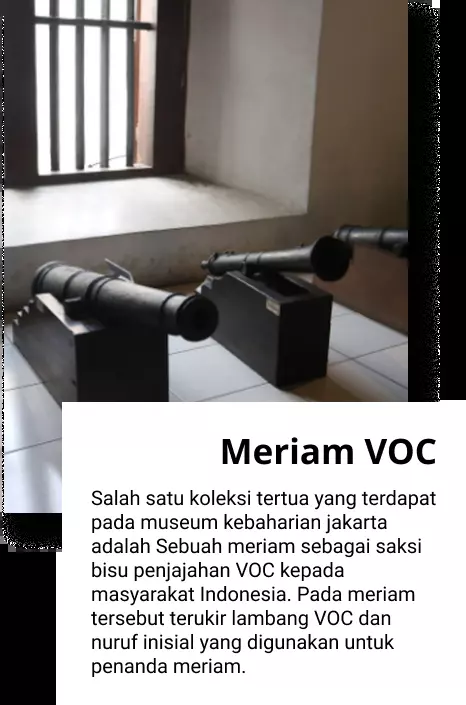 Meriam VOC
Salah satu koleksi tertua yang terdapat
pada museum kebaharian jakarta
adalah Sebuah meriam sebagai saksi
bisu penjajahan VOC kepada
masyarakat Indonesia. Pada meriam
tersebut terukir lambang VOC dan
nuruf inisial yang digunakan untuk
penanda meriam.